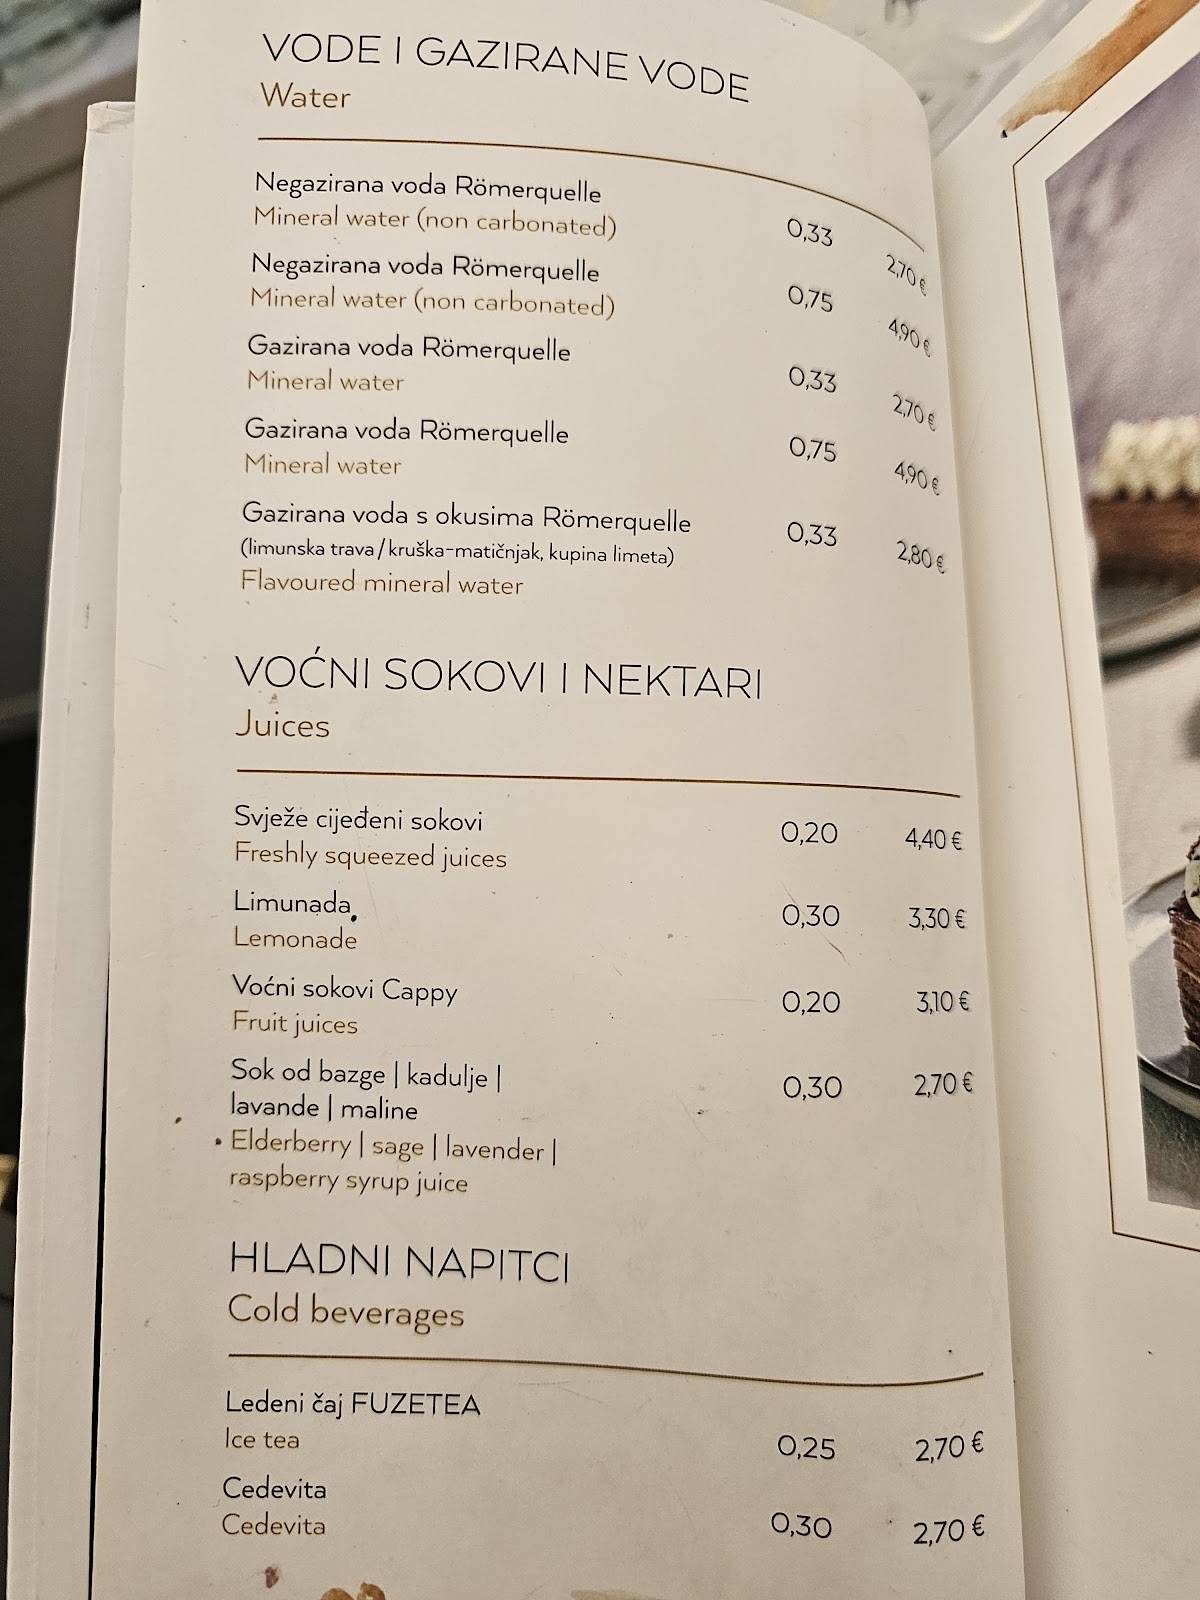 VODE I GAZIRANE VODE
Water
Negazirana voda Römerquelle 0,33 2,70 €
Mineral water (non carbonated)
Negazirana voda Römerquelle 0,75 4,90 €
Mineral water (non carbonated)
Gazirana voda Römerquelle 0,33 2,70 €
Mineral water
Gazirana voda Römerquelle 0,75 4,90 €
Mineral water
Gazirana voda s okusima Römerquelle 0,33 2,80 €
(limunska trava/kruška-matičnjak, kupina limeta)
Flavoured mineral water
VOĆNI SOKOVI I NEKTARI
Juices
Svježe cijeđeni sokovi 0,20 4,40 €
Freshly squeezed juices
Limunada 0,30 3,30 €
Lemonade
Voćni sokovi Cappy 0,20 3,10 €
Fruit juices
Sok od bazge | kadulje | 0,30 2,70 €
lavande | maline
Elderberry | sage | lavender |
raspberry syrup juice
HLADNI NAPITCI
Cold beverages
Ledeni čaj FUZETEA
Ice tea 0,25 2,70 €
Cedevita
Cedevita 0,30 2,70 €